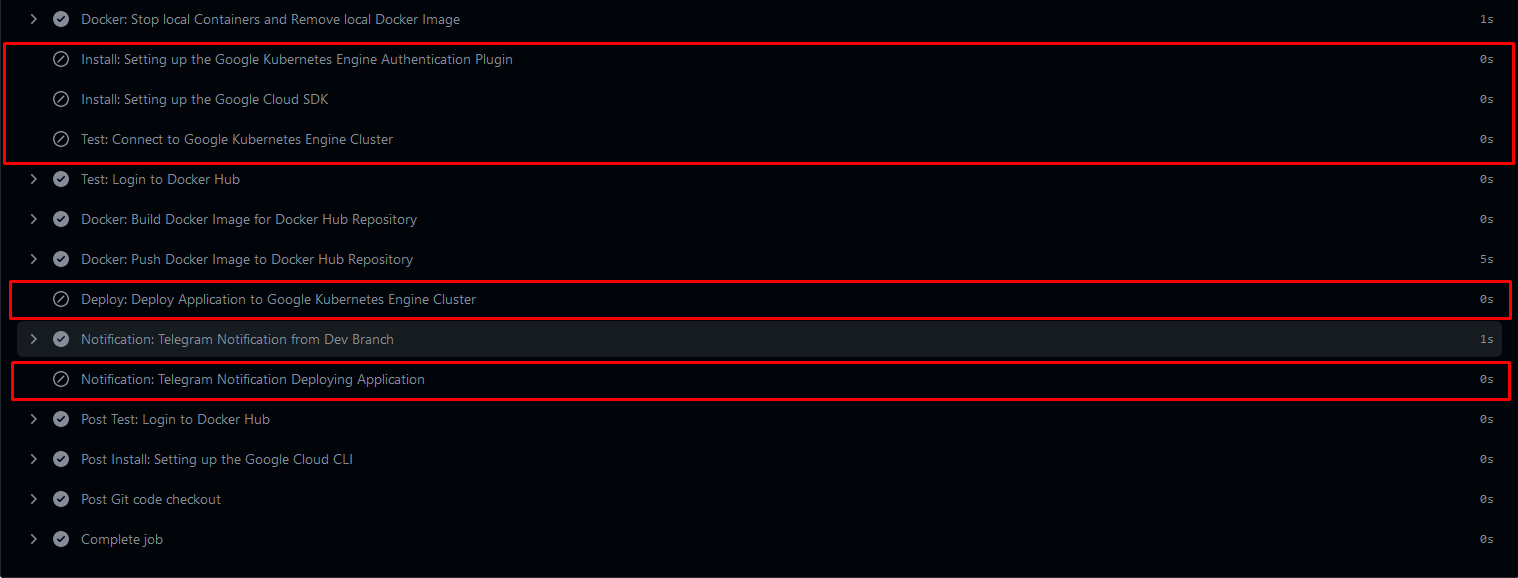 Docker: Stop local Containers and Remove local Docker Image 1s
Install: Setting up the Google Kubernetes Engine Authentication Plugin 0s
Install: Setting up the Google Cloud SDK 0s
Test: Connect to Google Kubernetes Engine Cluster 0s
Test: Login to Docker Hub 0s
Docker: Build Docker Image for Docker Hub Repository 0s
Docker: Push Docker Image to Docker Hub Repository 5s
Deploy: Deploy Application to Google Kubernetes Engine Cluster 0s
Notification: Telegram Notification from Dev Branch 1s
Notification: Telegram Notification Deploying Application 0s
Post Test: Login to Docker Hub 0s
Post Install: Setting up the Google Cloud CLI 0s
Post Git code checkout 0s
Complete job 0s